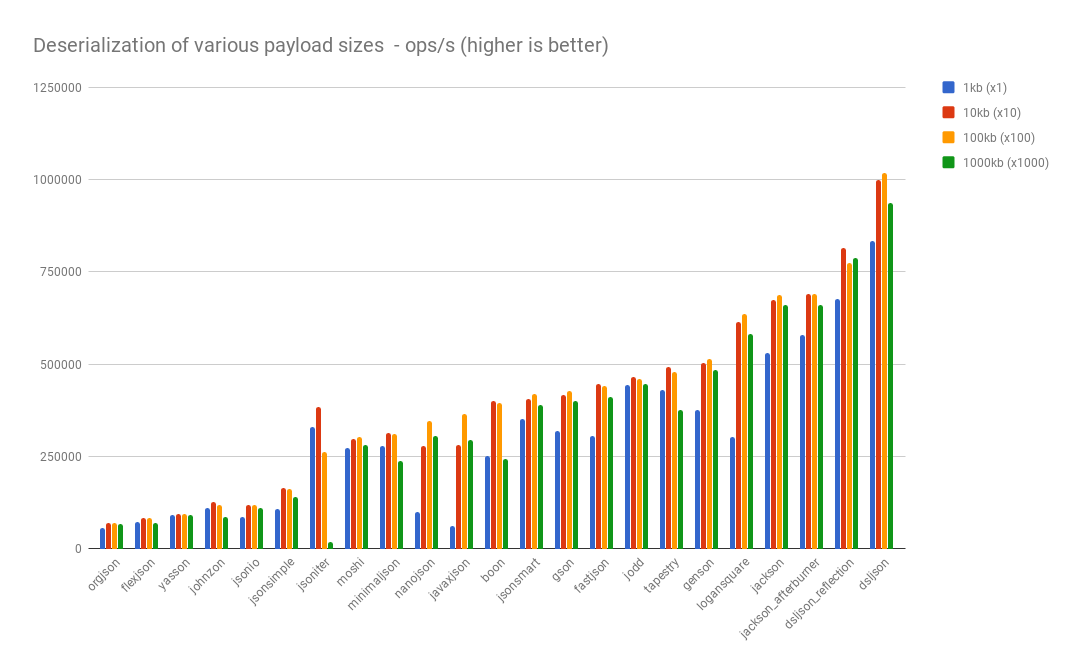 Deserialization of various payload sizes  - ops/s (higher is better)
1250000
1000000
750000
500000
250000
0
1kb (x1)
10kb (x10)
100kb (x100)
1000kb (x1000)
orgjson
flexjson
yasson
johnzon
jsonio
jsonsimple
jsoniter
moshi
minimaljson
nanojson
javaxjson
boon
jsonsmart
gson
fastjson
jodd
tapestry
genson
logansquare
jackson
jackson_afterburner
dsljson_reflection
dsljson